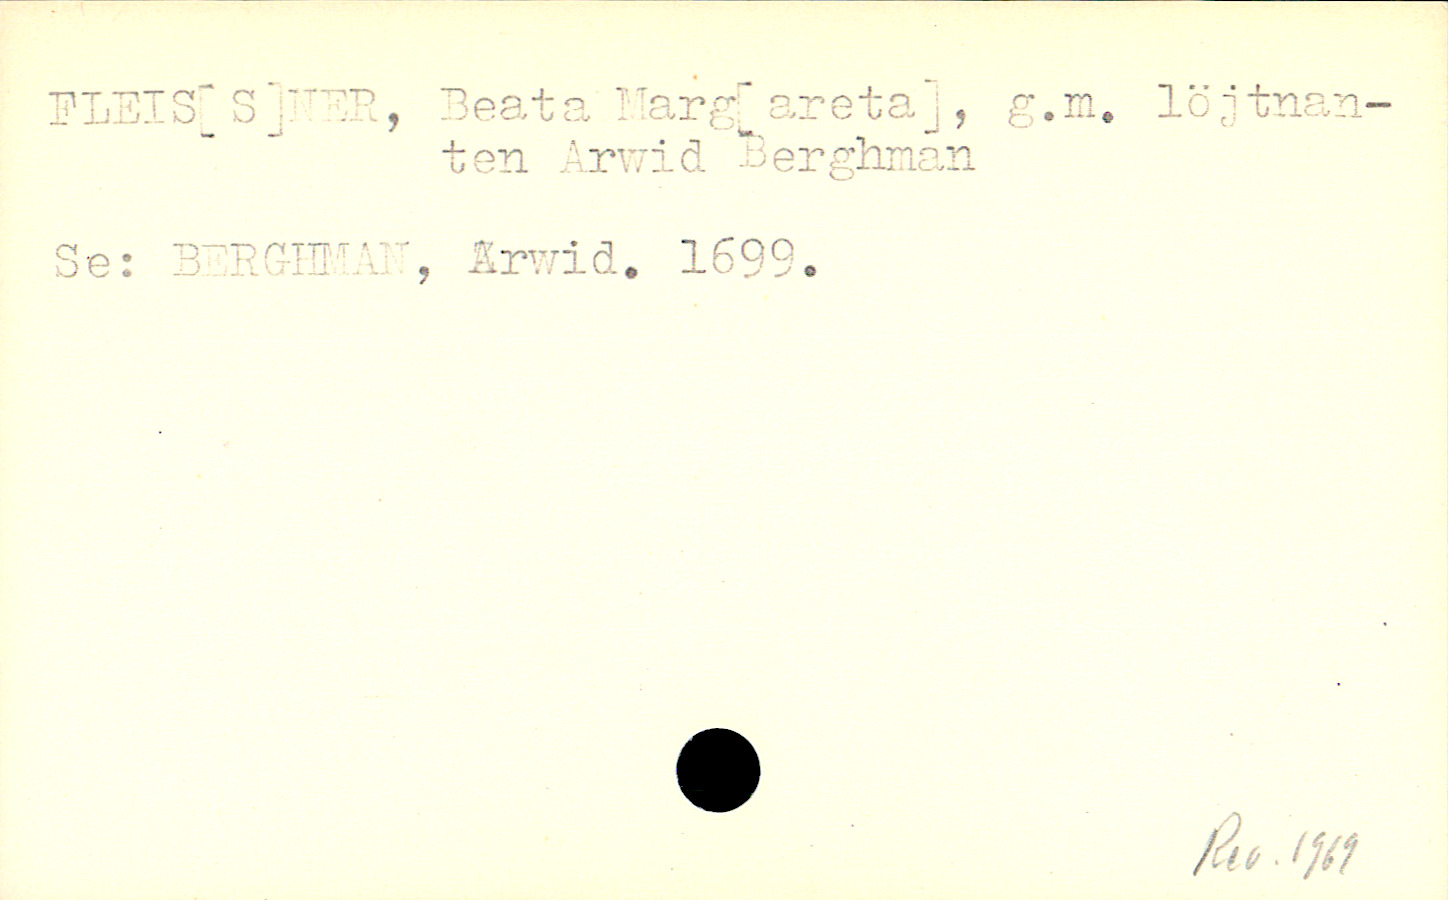 FLEIS[S]NER, Beata Marg[areta], g.m. löjtnan-
ten Arwid Berghman
Se: BERGHMAN, Arwid. 1699.
Rev. 1969